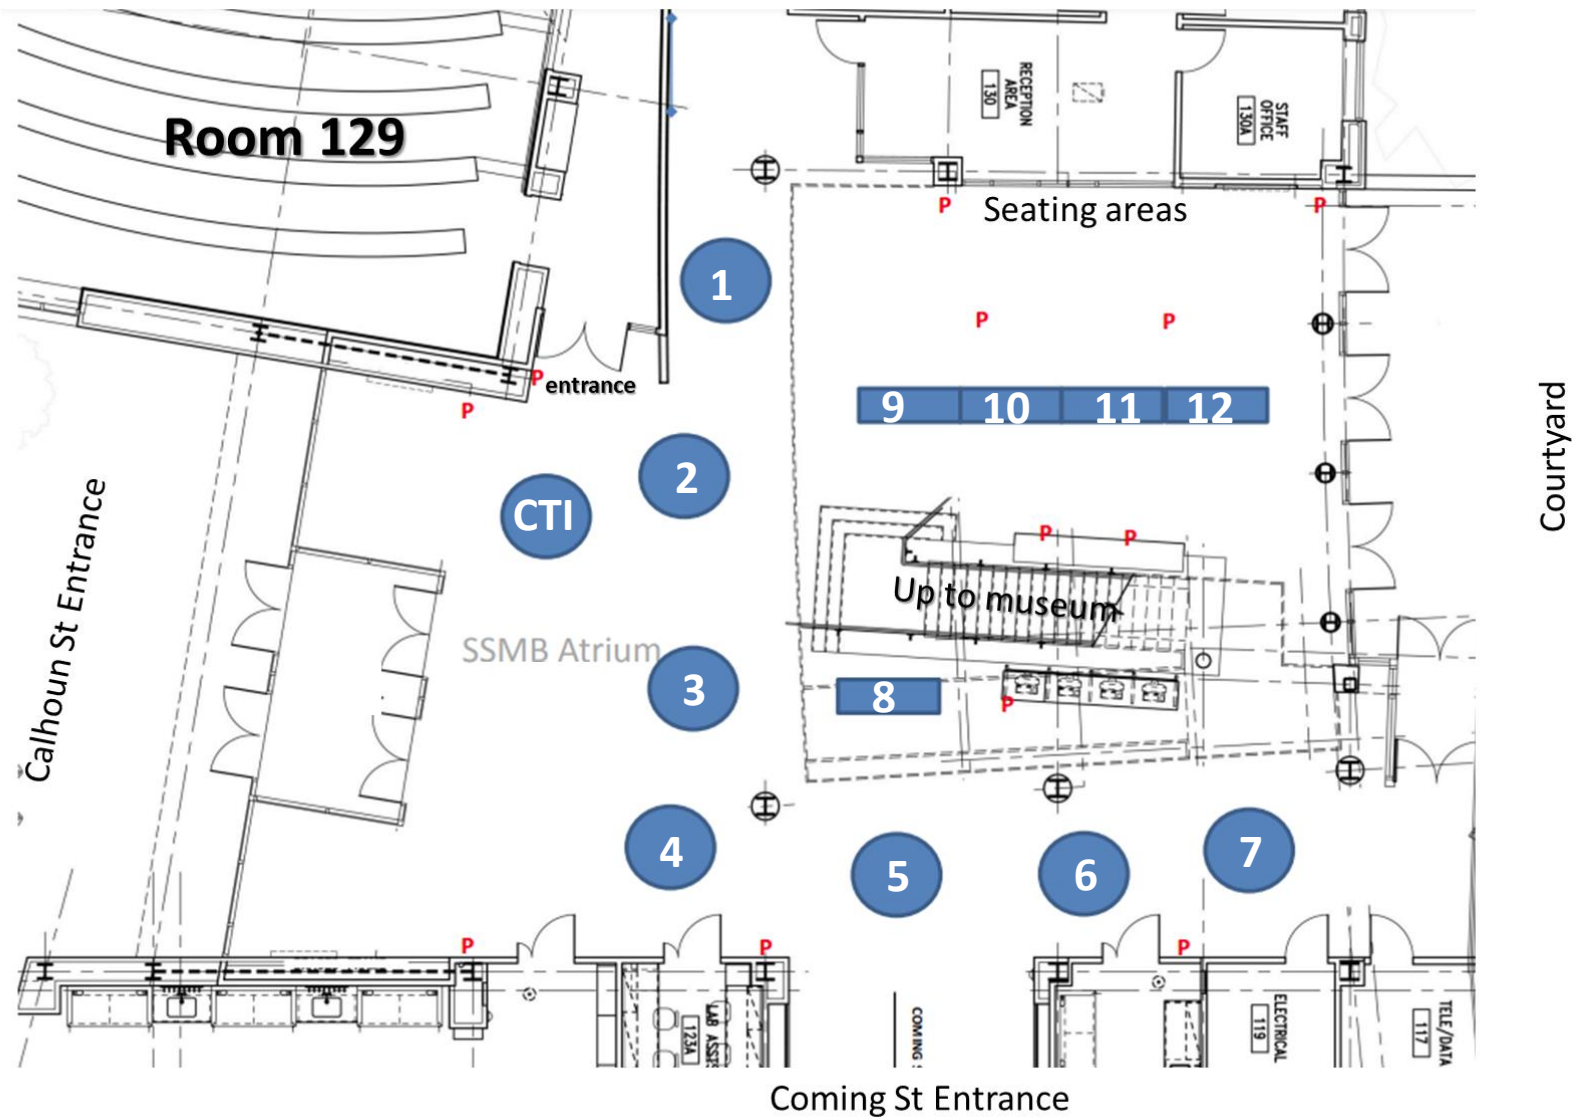 RECEPTION
AREA
130
STAFF
OFFICE
130A
Room 129
P
Seating areas
P
1
P
P
P entrance
P
9
10
11
12
Courtyard
2
CTI
Calhoun St Entrance
P
P
Up to museum
SSMB Atrium
3
8
P
4
5
6
7
P
P
P
123A
COMING
ELECTRICAL
119
TELE/DATA
117
Coming St Entrance